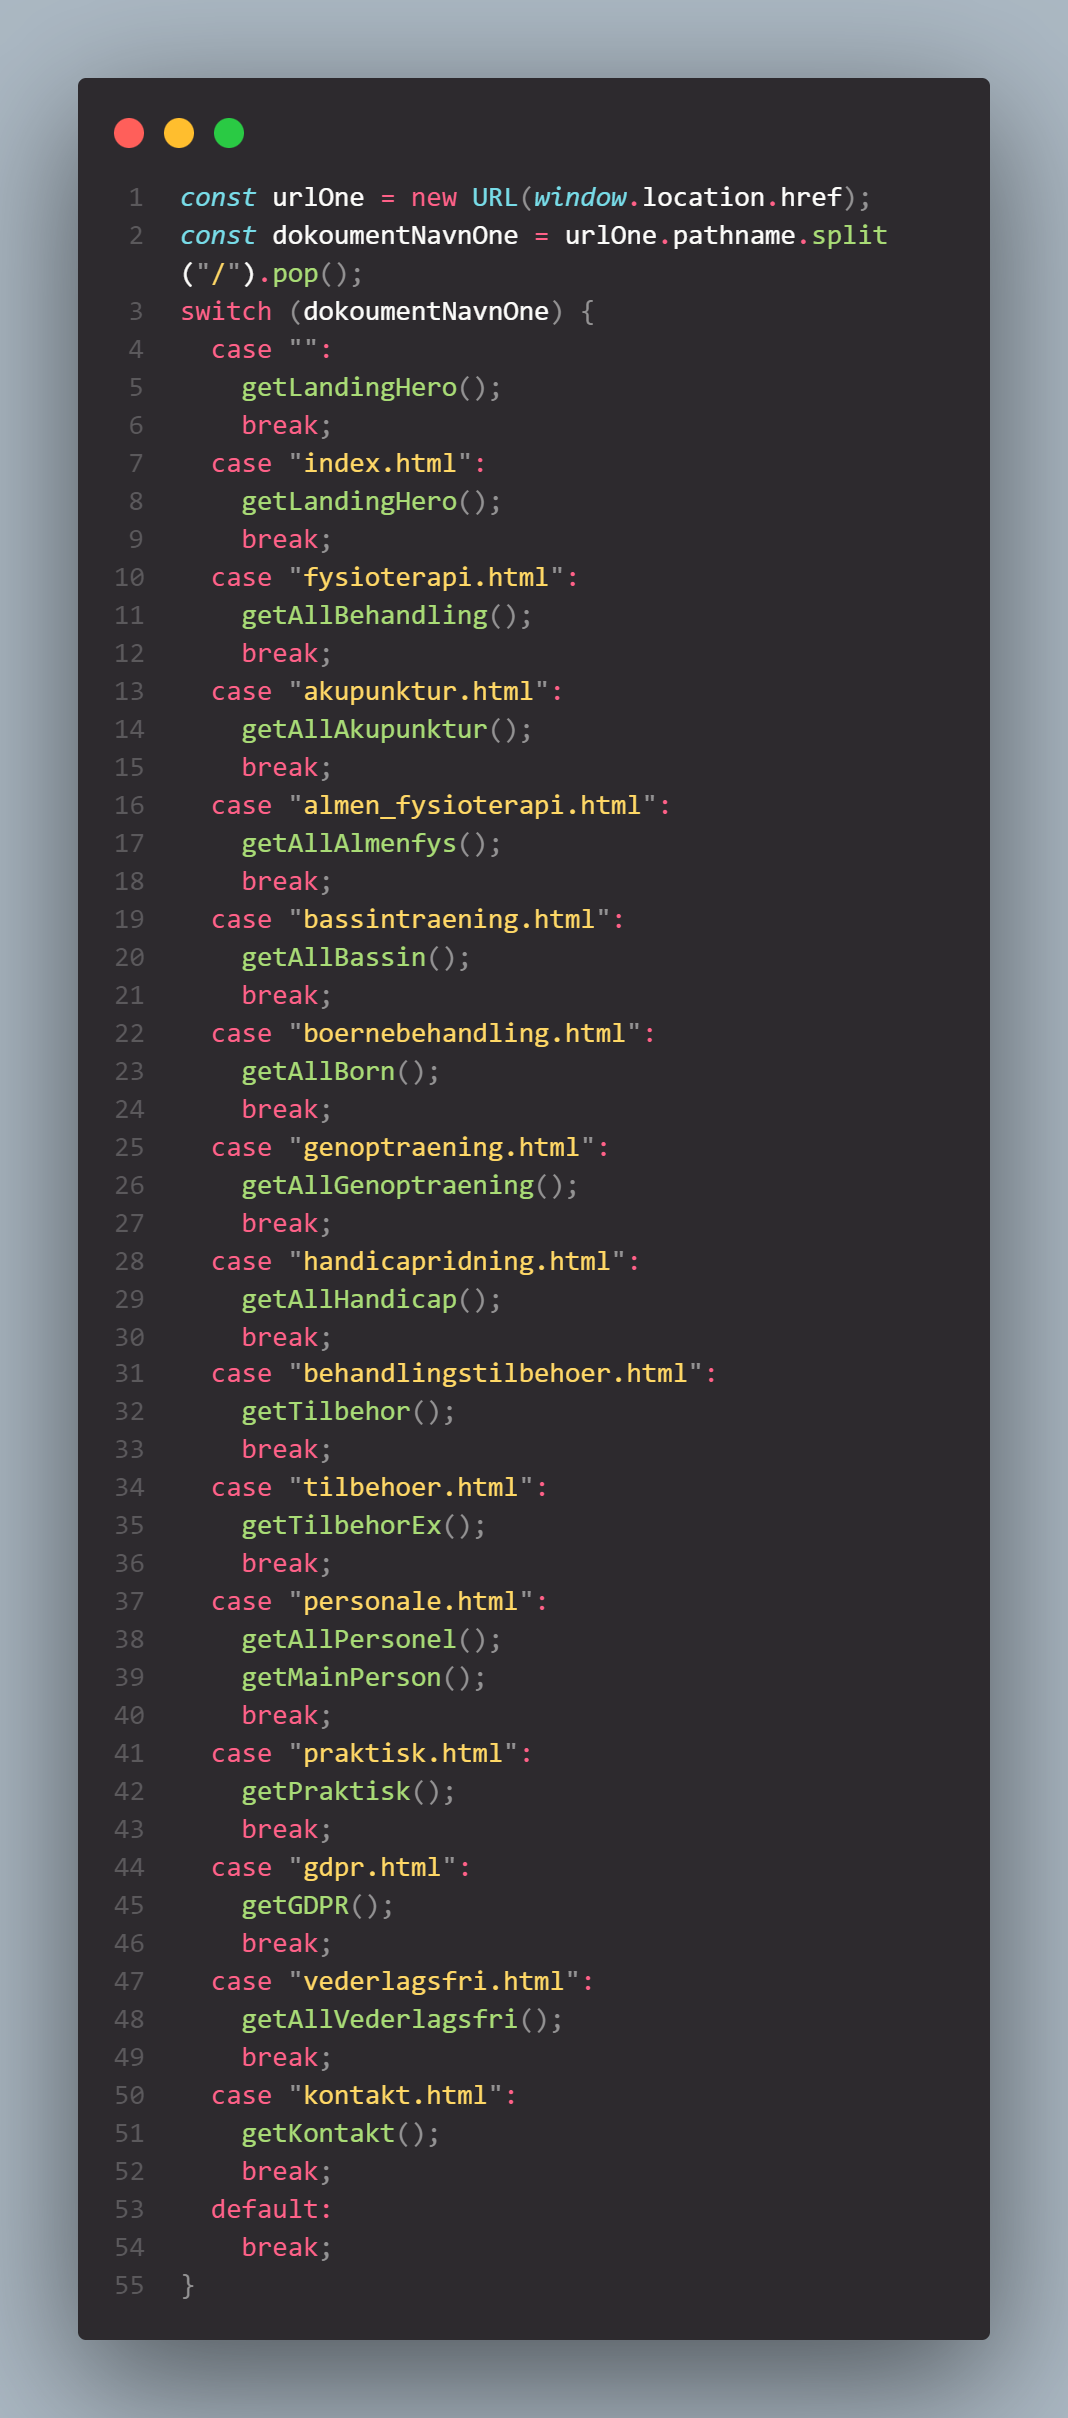 1 const urlOne = new URL(window.location.href);
2 const dokoumentNavnOne = urlOne.pathname.split
("/").pop();
3 switch (dokoumentNavnOne) {
4 case "":
5 getLandingHero();
6 break;
7 case "index.html":
8 getLandingHero();
9 break;
10 case "fysioterapi.html":
11 getAllBehandling();
12 break;
13 case "akupunktur.html":
14 getAllAkupunktur();
15 break;
16 case "almen_fysioterapi.html":
17 getAllAlmenfys();
18 break;
19 case "bassintraening.html":
20 getAllBassin();
21 break;
22 case "boernebehandling.html":
23 getAllBorn();
24 break;
25 case "genoptraening.html":
26 getAllGenoptraening();
27 break;
28 case "handicapridning.html":
29 getAllHandicap();
30 break;
31 case "behandlingstilbehoer.html":
32 getTilbehor();
33 break;
34 case "tilbehoer.html":
35 getTilbehorEx();
36 break;
37 case "personale.html":
38 getAllPersonel();
39 getMainPerson();
40 break;
41 case "praktisk.html":
42 getPraktisk();
43 break;
44 case "gdpr.html":
45 getGDPR();
46 break;
47 case "vederlagsfri.html":
48 getAllVederlagsfri();
49 break;
50 case "kontakt.html":
51 getKontakt();
52 break;
53 default:
54 break;
55 }